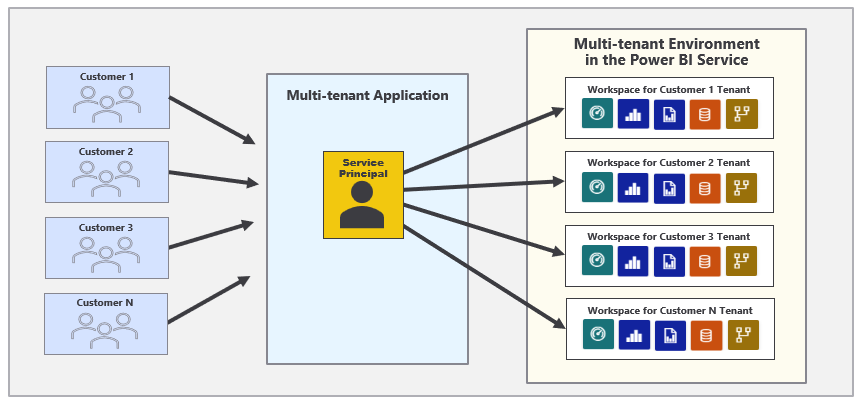 Customer 1
Customer 2
Customer 3
Customer N
Multi-tenant Application
Service
Principal
Multi-tenant Environment
in the Power BI Service
Workspace for Customer 1 Tenant
Workspace for Customer 2 Tenant
Workspace for Customer 3 Tenant
Workspace for Customer N Tenant